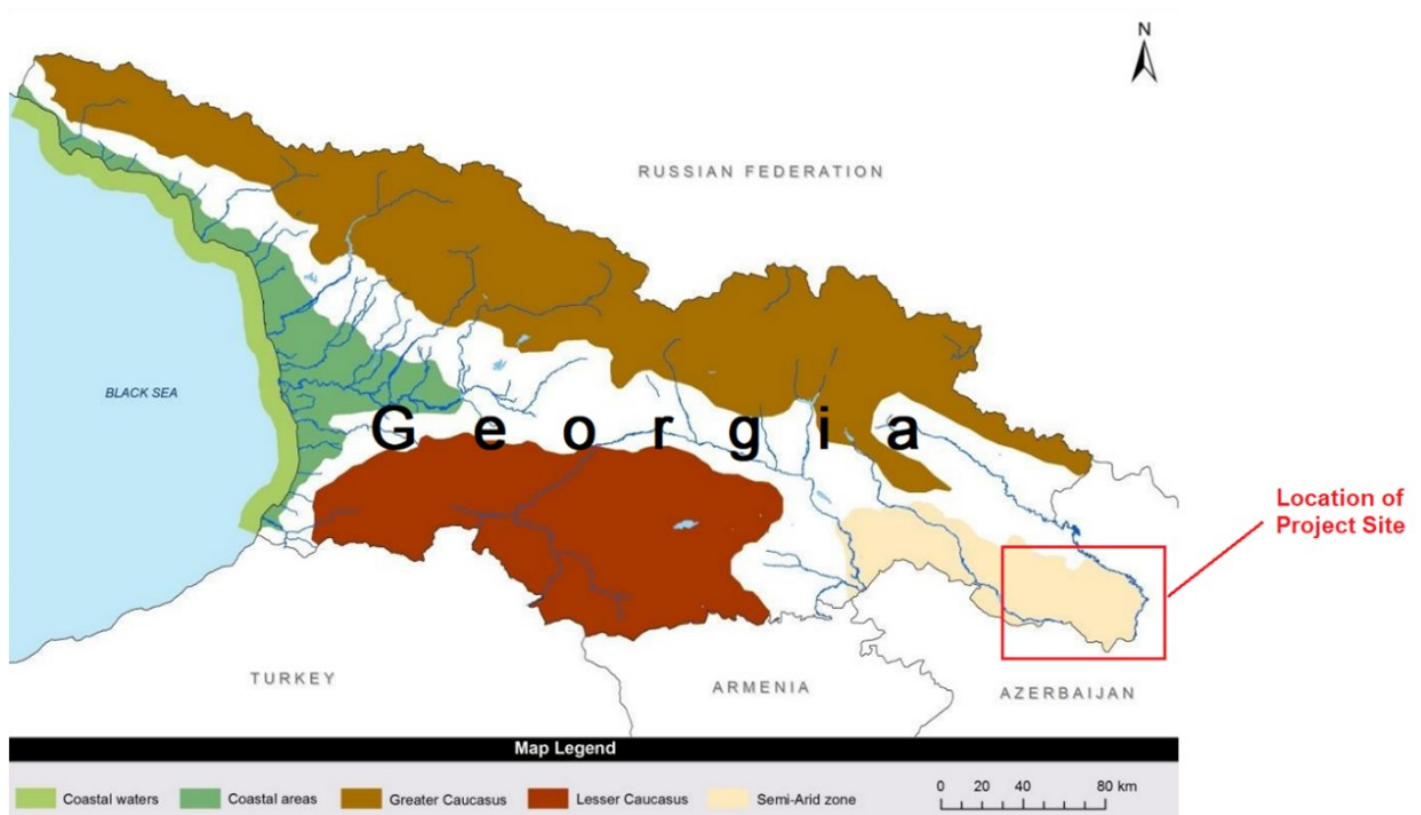 N
RUSSIAN FEDERATION
BLACK SEA
Georgia
Location of
Project Site
TURKEY
ARMENIA
AZERBAIJAN
Map Legend
Coastal waters
Coastal areas
Greater Caucasus
Lesser Caucasus
Semi-Arid zone
0 20 40 80 km